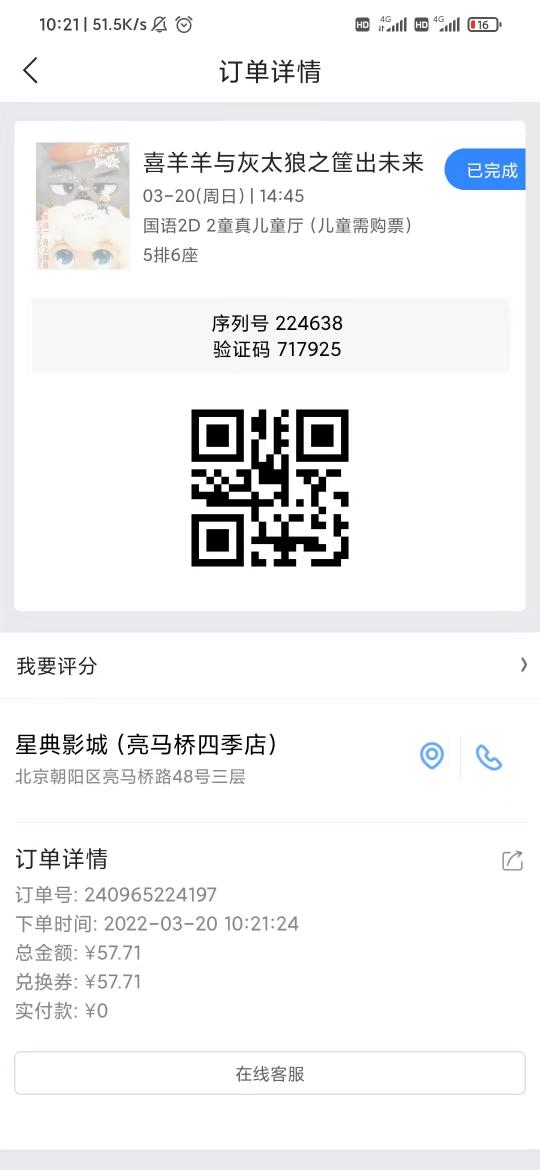 10:21 | 51.5K/s
HD 4G HD 4G 16
订单详情
喜羊羊与灰太狼之筐出未来
已完成
03-20(周日) | 14:45
国语2D 2童真儿童厅 (儿童需购票)
5排6座
序列号 224638
验证码 717925
我要评分
星典影城 (亮马桥四季店)
北京朝阳区亮马桥路48号三层
订单详情
订单号: 240965224197
下单时间: 2022-03-20 10:21:24
总金额: ¥57.71
兑换券: ¥57.71
实付款: ¥0
在线客服